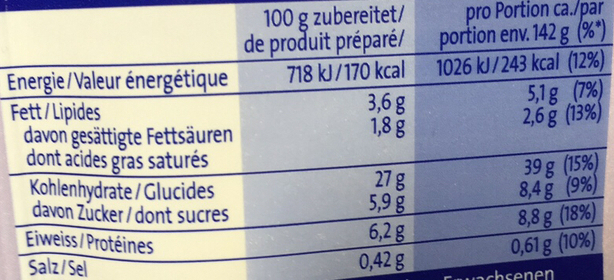 100 g zubereitet/ pro Portion ca./par
de produit préparé/ portion env. 142 g (%*)
Energie/Valeur énergétique 718 kJ/170 kcal 1026 kJ/243 kcal (12%)
Fett/Lipides 3,6 g 5,1 g (7%)
davon gesättigte Fettsäuren 1,8 g 2,6 g (13%)
dont acides gras saturés
Kohlenhydrate/Glucides 27 g 39 g (15%)
davon Zucker/dont sucres 5,9 g 8,4 g (9%)
Eiweiss/Protéines 6,2 g 8,8 g (18%)
Salz/Sel 0,42 g 0,61 g (10%)